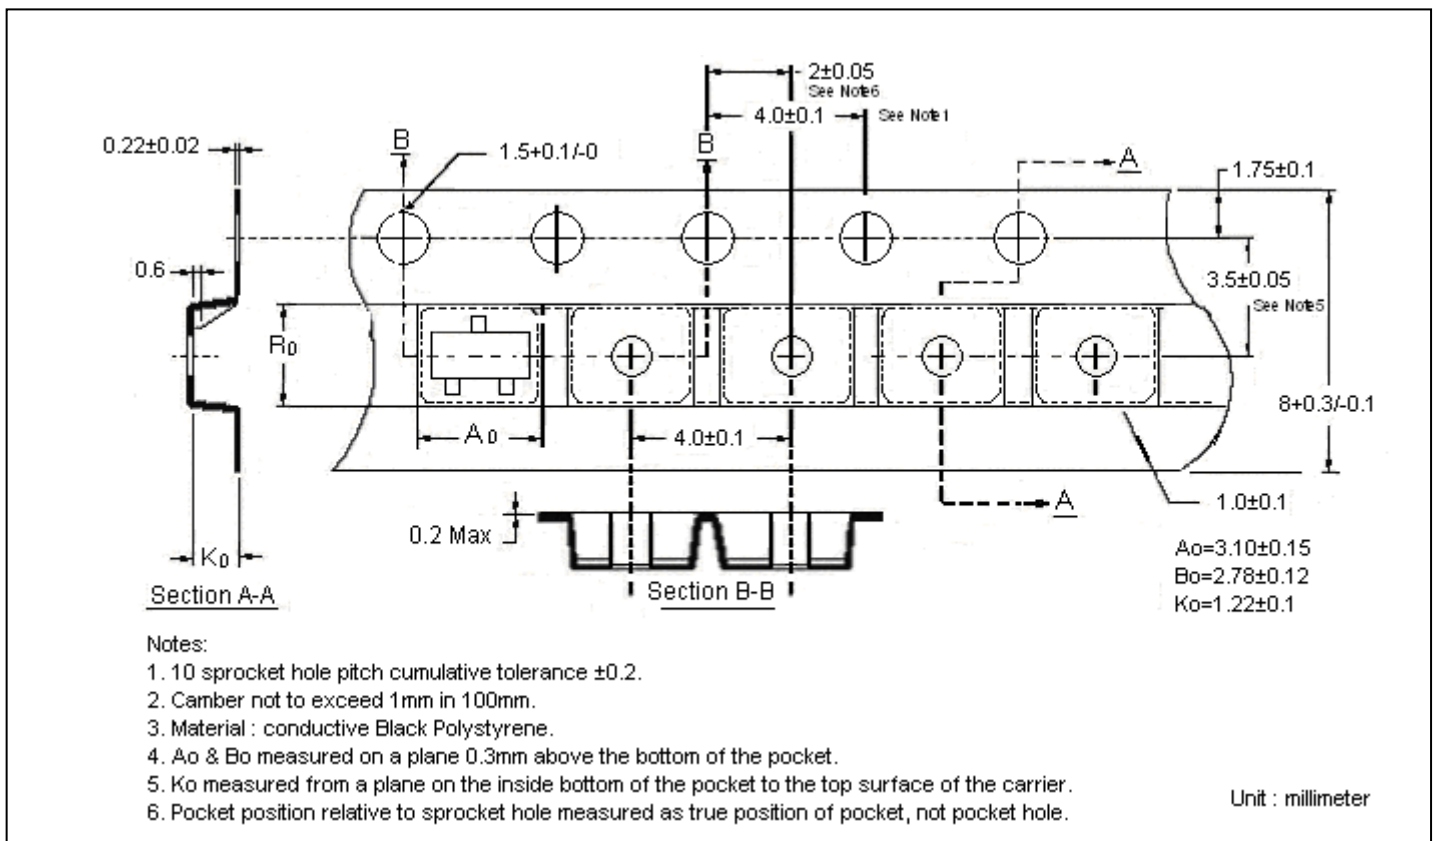 2±0.05
See Note6
4.0±0.1
See Note1
0.22±0.02
B
1.5+0.1/-0
B
A
1.75±0.1
0.6
3.5±0.05
See Note5
R0
8+0.3/-0.1
A0
4.0±0.1
A
1.0±0.1
0.2 Max
K0
Section A-A
Section B-B
Ao=3.10±0.15
Bo=2.78±0.12
Ko=1.22±0.1
Notes:
1. 10 sprocket hole pitch cumulative tolerance ±0.2.
2. Camber not to exceed 1mm in 100mm.
3. Material : conductive Black Polystyrene.
4. Ao & Bo measured on a plane 0.3mm above the bottom of the pocket.
5. Ko measured from a plane on the inside bottom of the pocket to the top surface of the carrier.
6. Pocket position relative to sprocket hole measured as true position of pocket, not pocket hole.
Unit : millimeter